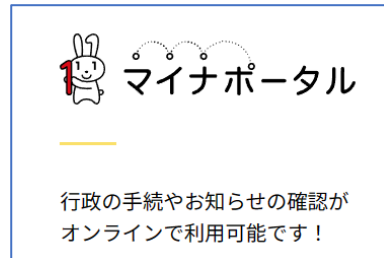 1
マイナポータル
行政の手続やお知らせの確認が
オンラインで利用可能です！